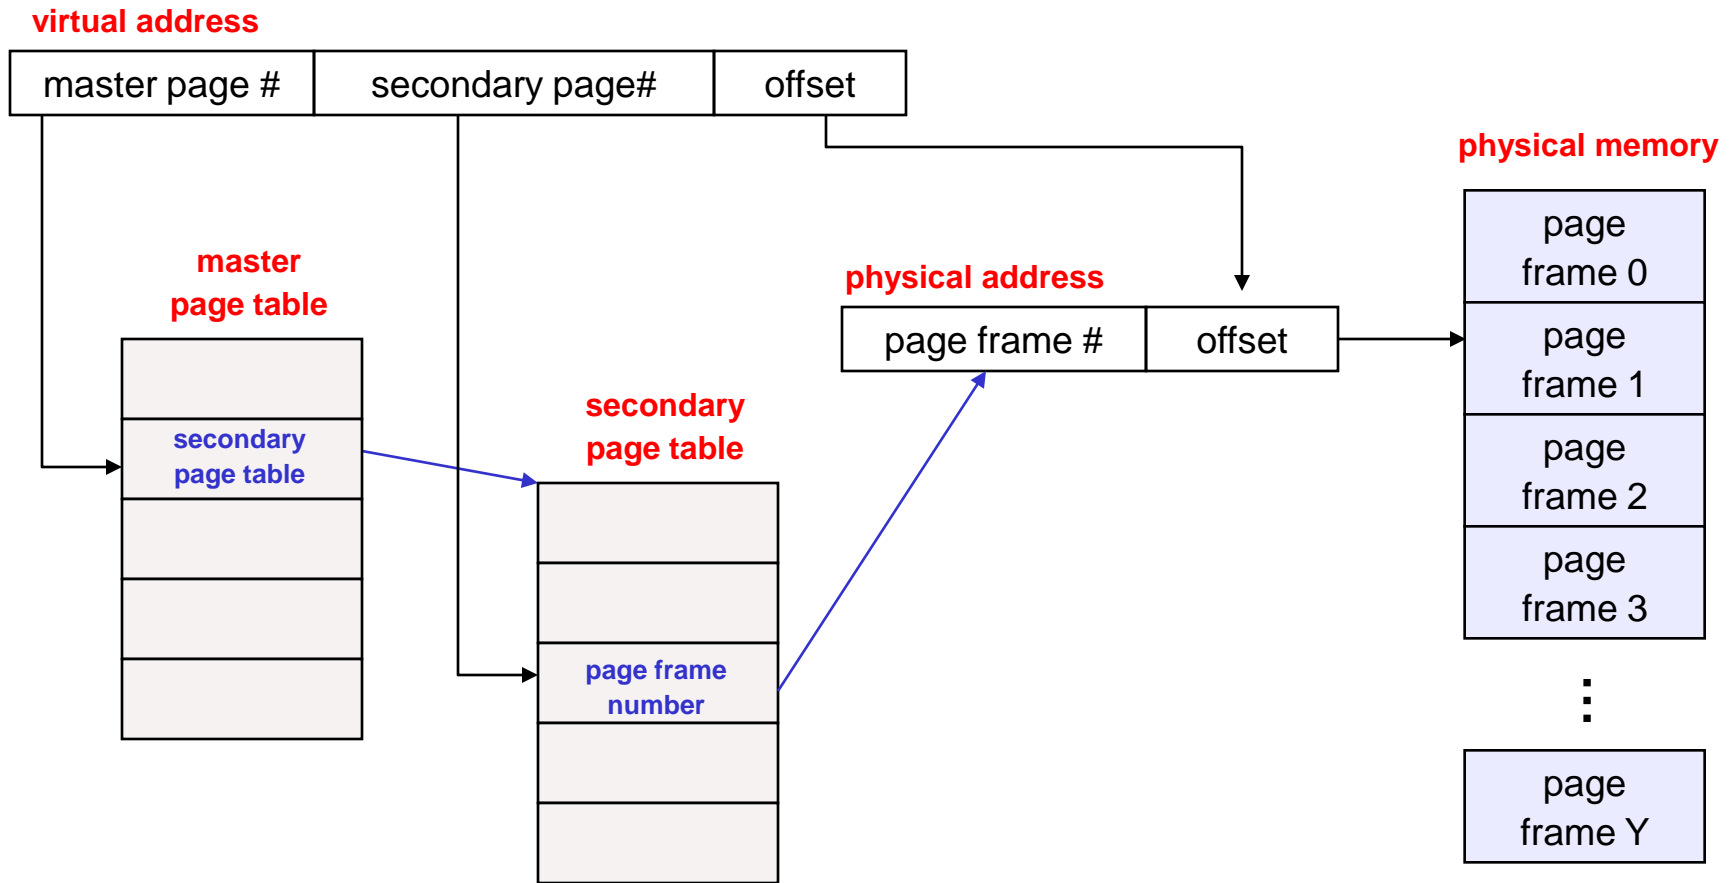 virtual address
master page #
secondary page#
offset
physical memory
master
page table
secondary
page table
secondary
page table
page frame
number
physical address
page frame #
offset
page
frame 0
page
frame 1
page
frame 2
page
frame 3
⋮
page
frame Y